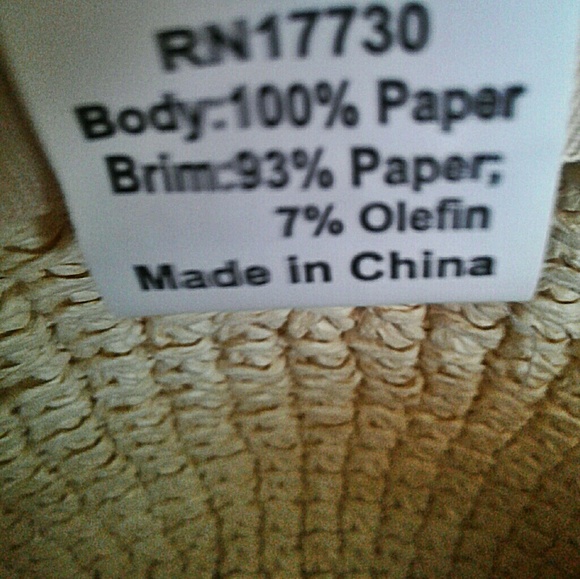 RN17730
Body:100% Paper
Brim:93% Paper;
7% Olefin
Made in China